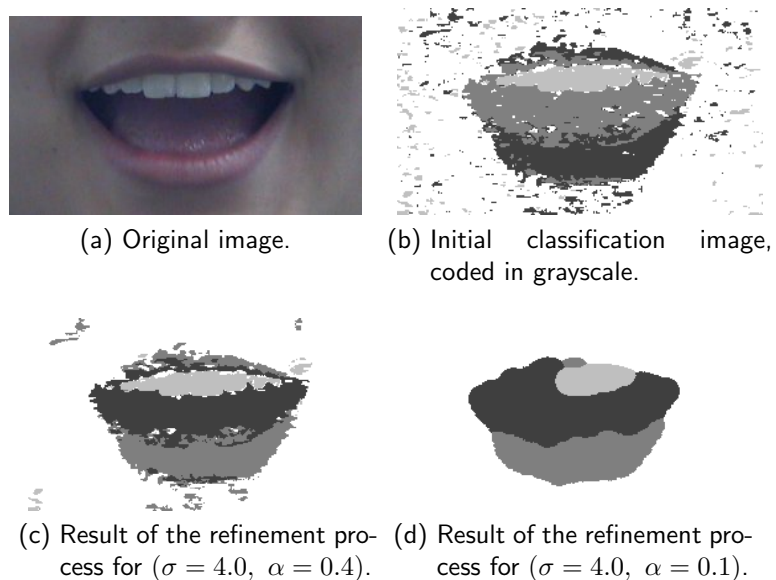 (a) Original image.
(b) Initial classification image,
coded in grayscale.
(c) Result of the refinement pro-
cess for (σ = 4.0, α = 0.4).
(d) Result of the refinement pro-
cess for (σ = 4.0, α = 0.1).